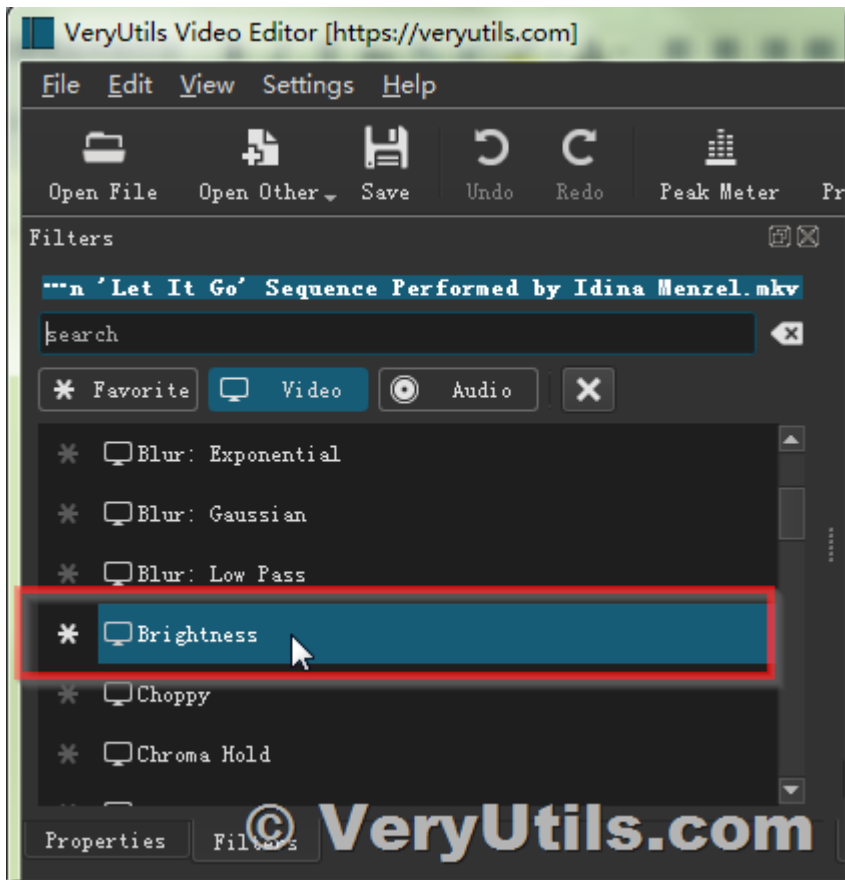 VeryUtils Video Editor [https://veryutils.com]
File Edit View Settings Help
Open File Open Other Save Undo Redo Peak Meter Pr
Filters
…n 'Let It Go' Sequence Performed by Idina Menzel.mkv
search
Favorite Video Audio
Blur: Exponential
Blur: Gaussian
Blur: Low Pass
Brightness
Choppy
Chroma Hold
Properties Filters
© VeryUtils.com